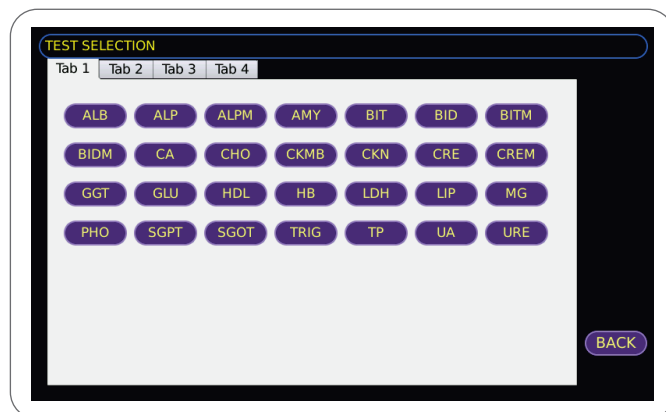 TEST SELECTION
Tab 1 Tab 2 Tab 3 Tab 4
ALB ALP ALPM AMY BIT BID BITM
BIDM CA CHO CKMB CKN CRE CREM
GGT GLU HDL HB LDH LIP MG
PHO SGPT SGOT TRIG TP UA URE
BACK